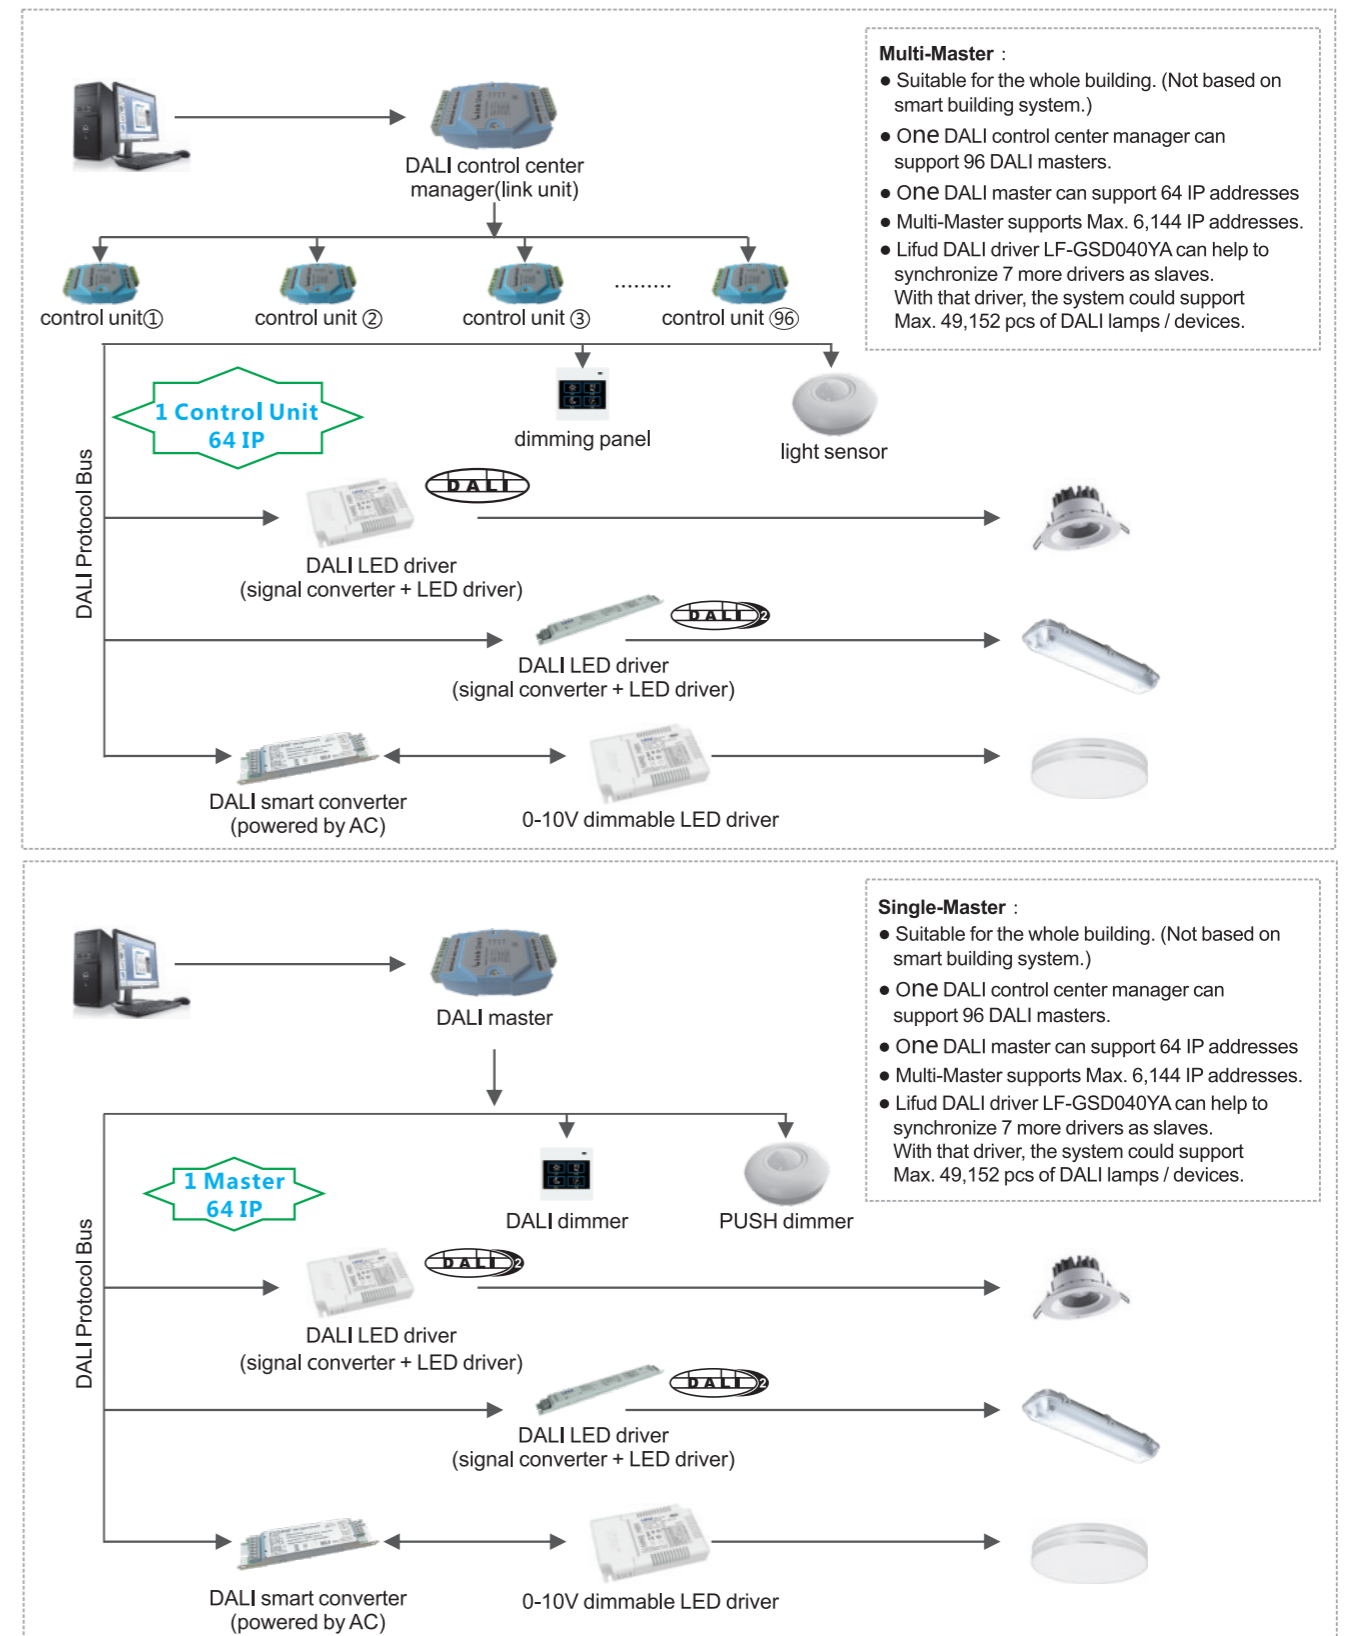 Multi-Master :
● Suitable for the whole building. (Not based on
smart building system.)
● One DALI control center manager can
support 96 DALI masters.
● One DALI master can support 64 IP addresses
● Multi-Master supports Max. 6,144 IP addresses.
● Lifud DALI driver LF-GSD040YA can help to
synchronize 7 more drivers as slaves.
With that driver, the system could support
Max. 49,152 pcs of DALI lamps / devices.
Link Unit
DALI control center
manager(link unit)
control unit①
control unit ②
control unit ③
.........
control unit ㊾
1 Control Unit
64 IP
dimming panel
light sensor
DALI Protocol Bus
DALI
DALI LED driver
(signal converter + LED driver)
DALI 2
DALI LED driver
(signal converter + LED driver)
DALI smart converter
(powered by AC)
0-10V dimmable LED driver
Single-Master :
● Suitable for the whole building. (Not based on
smart building system.)
● One DALI control center manager can
support 96 DALI masters.
● One DALI master can support 64 IP addresses
● Multi-Master supports Max. 6,144 IP addresses.
● Lifud DALI driver LF-GSD040YA can help to
synchronize 7 more drivers as slaves.
With that driver, the system could support
Max. 49,152 pcs of DALI lamps / devices.
Link Unit
DALI master
1 Master
64 IP
DALI dimmer
PUSH dimmer
DALI Protocol Bus
DALI 2
DALI LED driver
(signal converter + LED driver)
DALI 2
DALI LED driver
(signal converter + LED driver)
DALI smart converter
(powered by AC)
0-10V dimmable LED driver